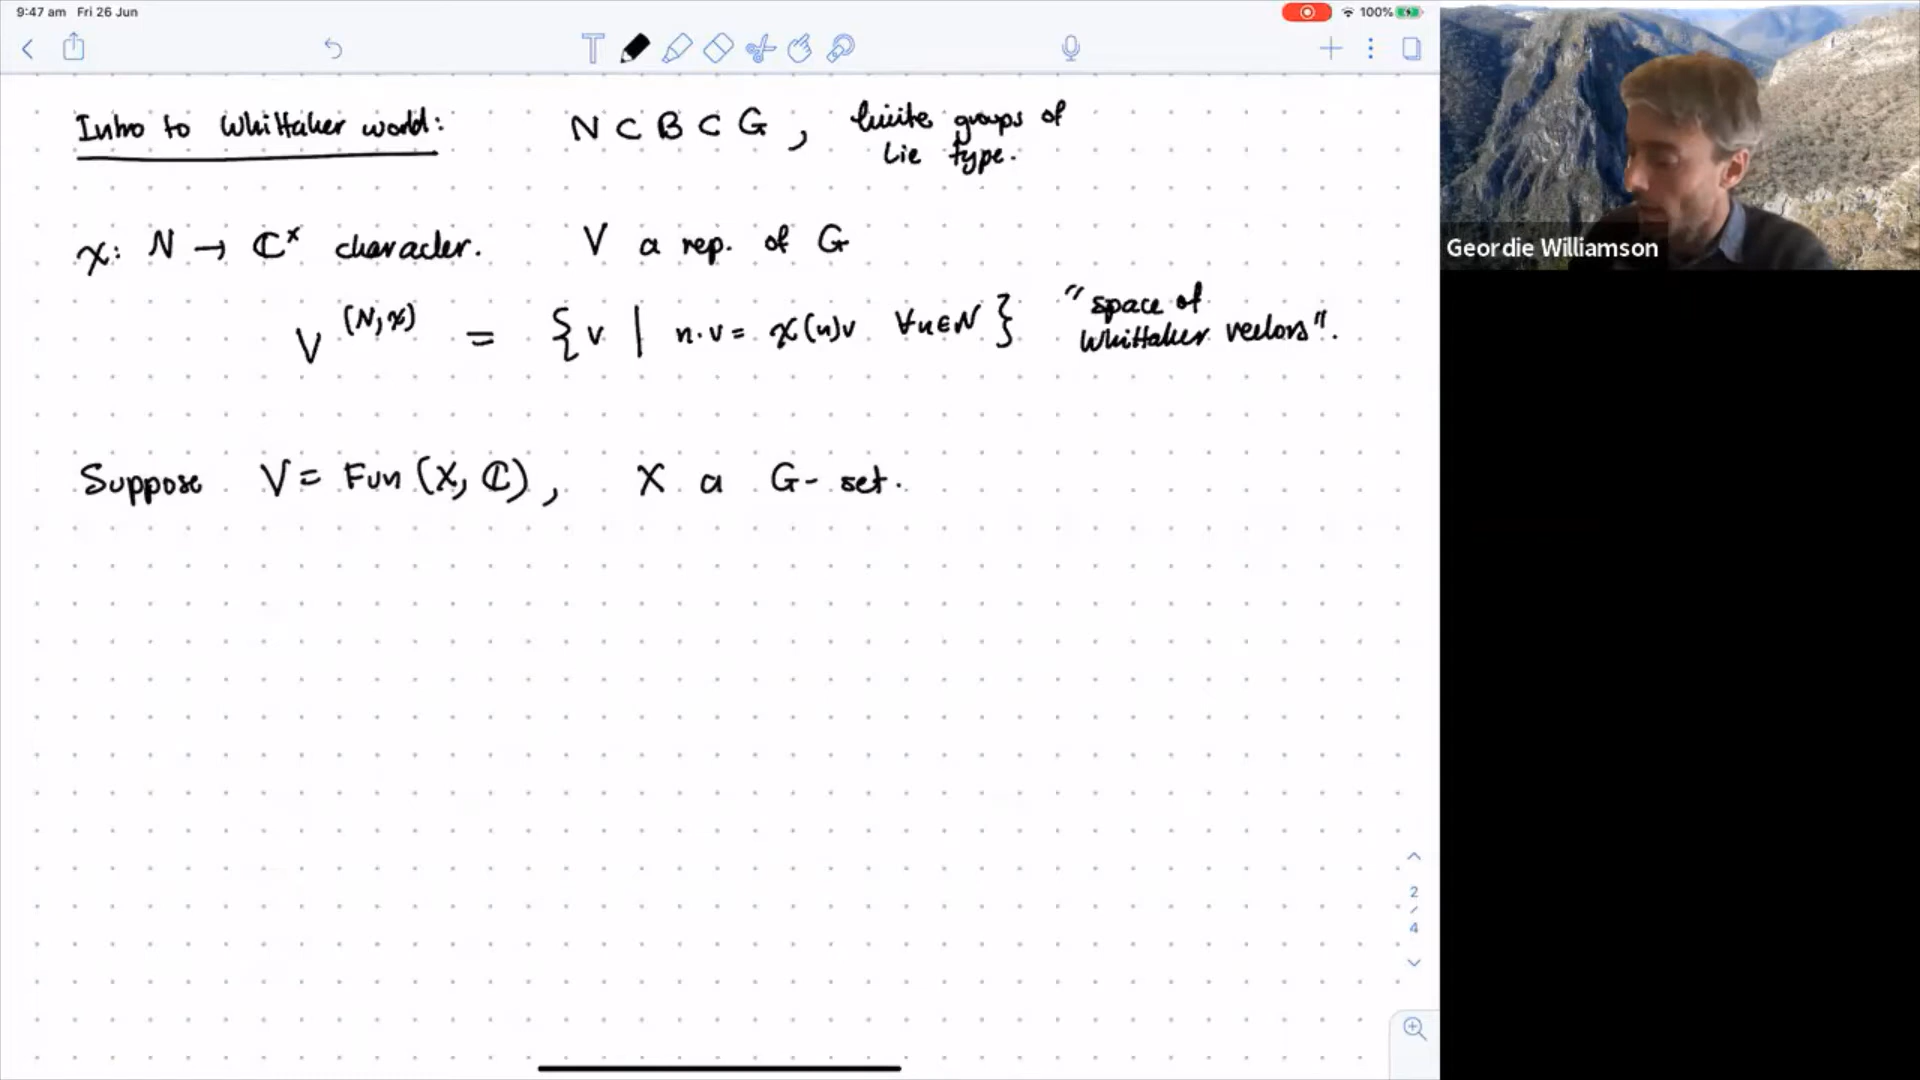 9:47 am Fri 26 Jun
100%
Intro to Whittaker world: N ⊂ B ⊂ G, finite groups of
Lie type.
χ: N → ℂ^× character. V a rep. of G
V^(N,χ) = { v | n·v = χ(n)v ∀n∈N } "space of
Whittaker vectors".
Suppose V = Fun (X, ℂ), X a G-set.
2
/
4
Geordie Williamson